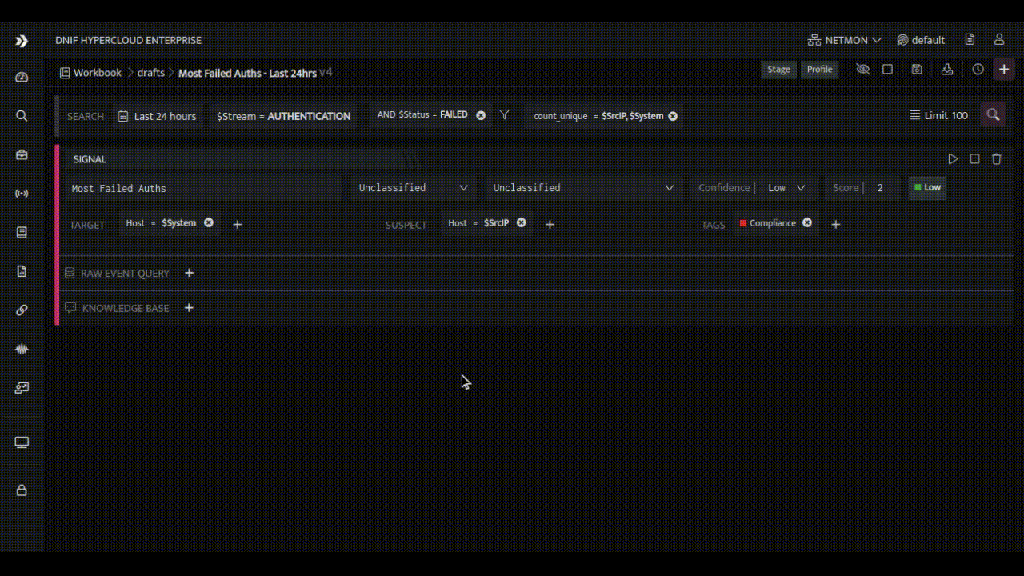 DNIF HYPERCLOUD ENTERPRISE NETMON default
Workbook drafts Most Failed Auths - Last 24hrs v4 Stage Profile
SEARCH Last 24 hours $Stream = AUTHENTICATION AND $Status = FAILED count_unique = $SrcIP, $System Limit 100
SIGNAL
Most Failed Auths Unclassified Unclassified Confidence | Low Score | 2 Low
TARGET Host = $System + SUSPECT Host = $SrcIP + TAGS Compliance +
RAW EVENT QUERY +
KNOWLEDGE BASE +